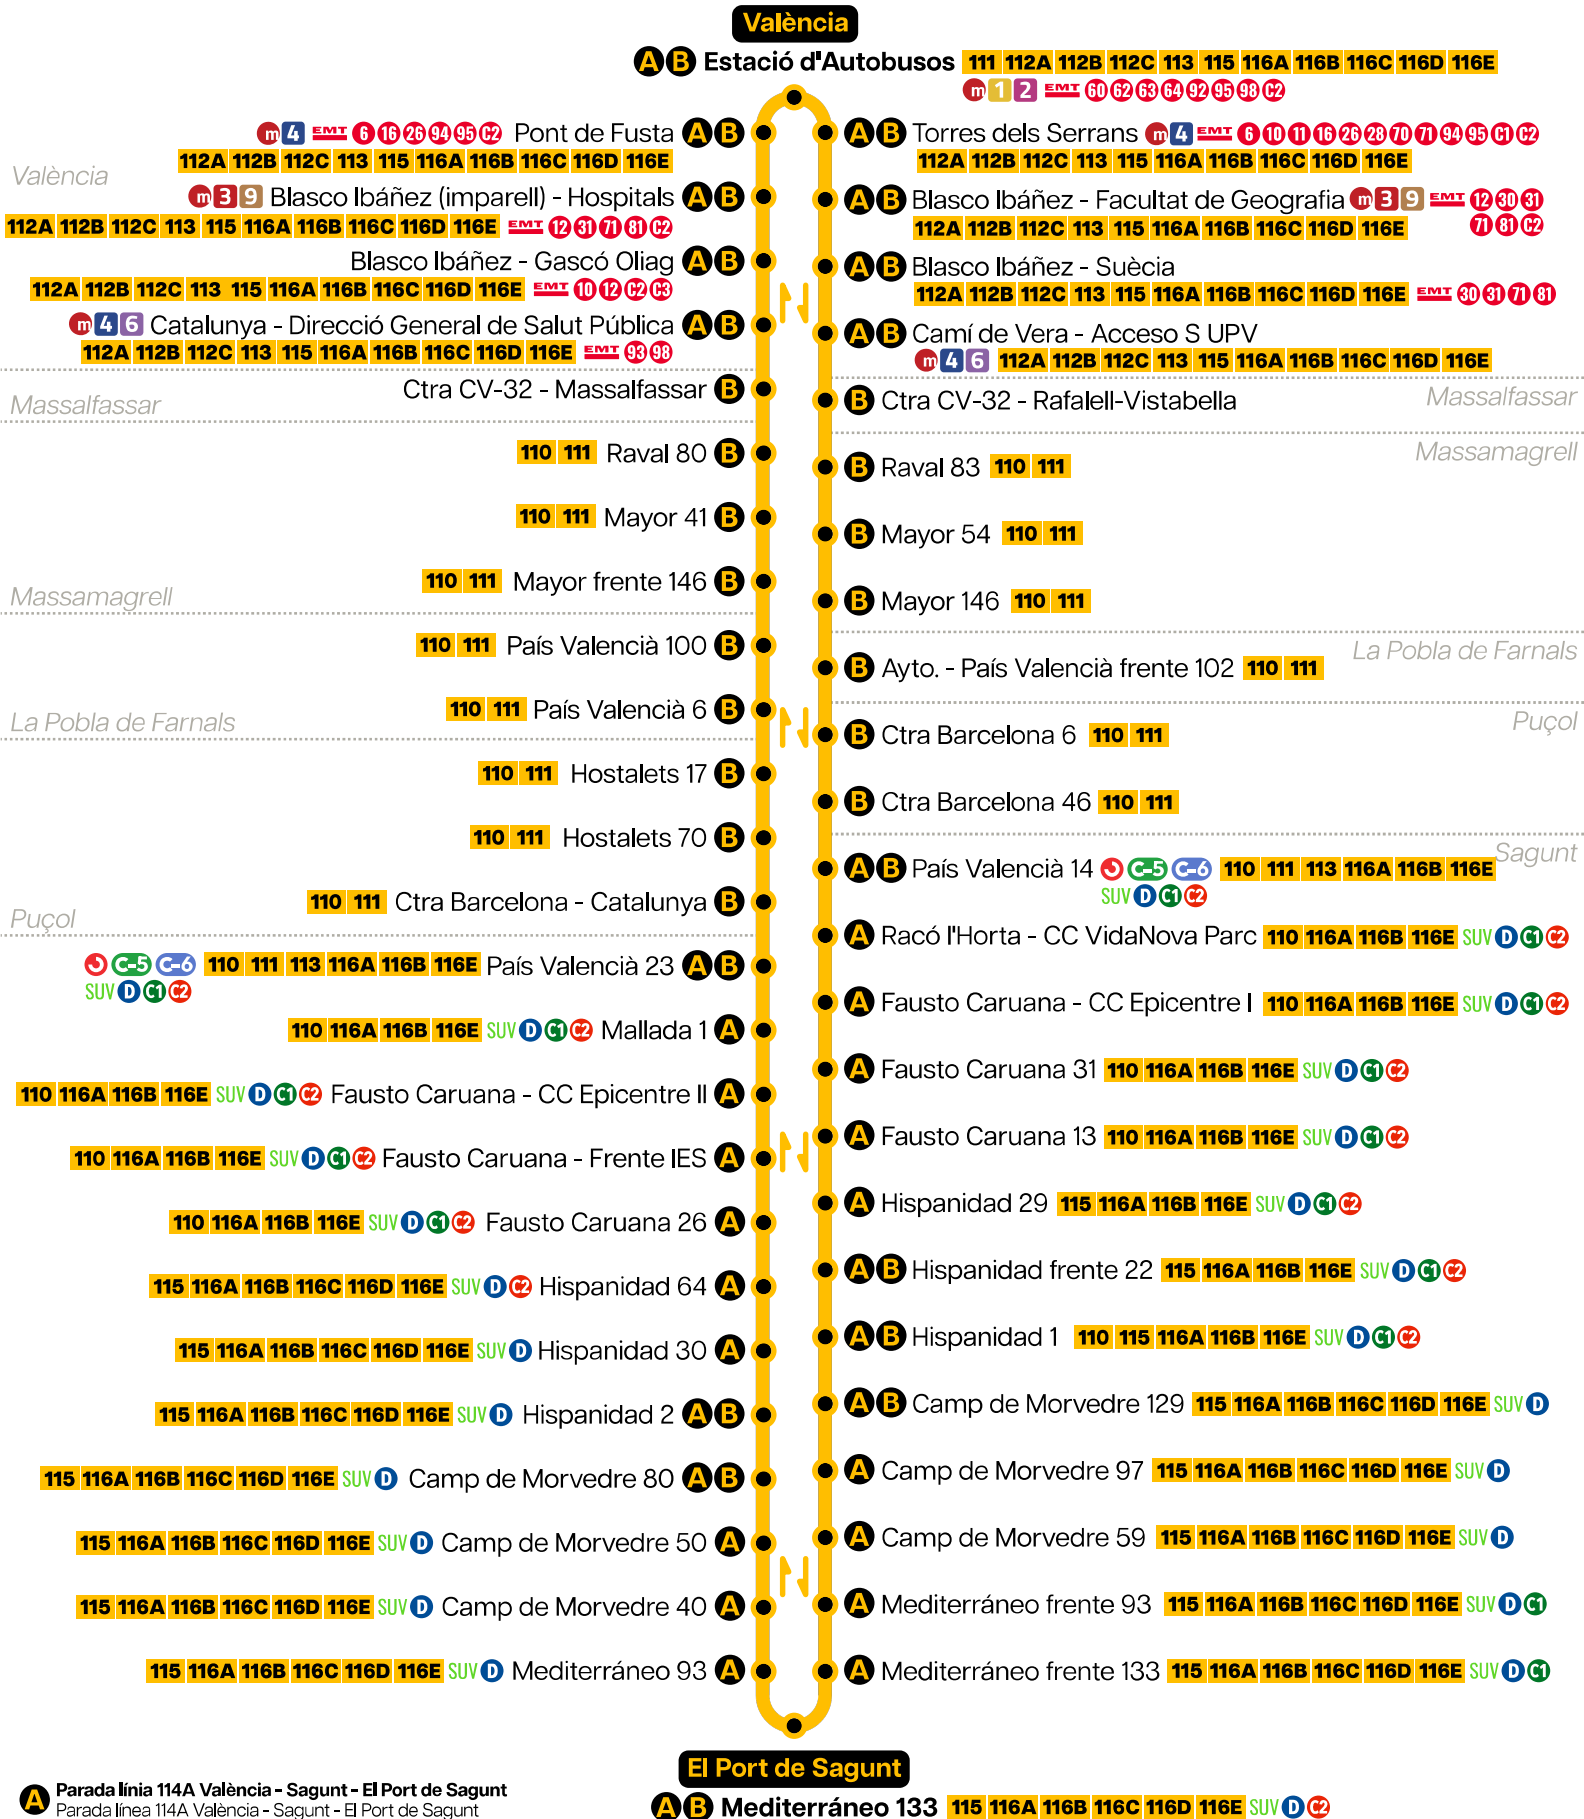 València
A B Estació d'Autobusos 111 112A 112B 112C 113 115 116A 116B 116C 116D 116E
m 1 2 EMT 60 62 63 64 92 95 98 C2
m 4 EMT 6 16 26 94 95 C2 Pont de Fusta A B
112A 112B 112C 113 115 116A 116B 116C 116D 116E
València
m 3 9 Blasco Ibáñez (imparell) - Hospitals A B
112A 112B 112C 113 115 116A 116B 116C 116D 116E EMT 12 31 71 81 C2
Blasco Ibáñez - Gascó Oliag A B
112A 112B 112C 113 115 116A 116B 116C 116D 116E EMT 10 12 C2 C3
m 4 6 Catalunya - Direcció General de Salut Pública A B
112A 112B 112C 113 115 116A 116B 116C 116D 116E EMT 93 98
Ctra CV-32 - Massalfassar B
Massalfassar
110 111 Raval 80 B
110 111 Mayor 41 B
110 111 Mayor frente 146 B
Massamagrell
110 111 País Valencià 100 B
110 111 País Valencià 6 B
La Pobla de Farnals
110 111 Hostalets 17 B
110 111 Hostalets 70 B
110 111 Ctra Barcelona - Catalunya B
Puçol
C-5 C-6 110 111 113 116A 116B 116E País Valencià 23 A B
SUV D C1 C2
110 116A 116B 116E SUV D C1 C2 Mallada 1 A
110 116A 116B 116E SUV D C1 C2 Fausto Caruana - CC Epicentre II A
110 116A 116B 116E SUV D C1 C2 Fausto Caruana - Frente IES A
110 116A 116B 116E SUV D C1 C2 Fausto Caruana 26 A
115 116A 116B 116C 116D 116E SUV D C2 Hispanidad 64 A
115 116A 116B 116C 116D 116E SUV D Hispanidad 30 A
115 116A 116B 116C 116D 116E SUV D Hispanidad 2 A B
115 116A 116B 116C 116D 116E SUV D Camp de Morvedre 80 A B
115 116A 116B 116C 116D 116E SUV D Camp de Morvedre 50 A
115 116A 116B 116C 116D 116E SUV D Camp de Morvedre 40 A
115 116A 116B 116C 116D 116E SUV D Mediterráneo 93 A
A B Torres dels Serrans m 4 EMT 6 10 11 16 26 28 70 71 94 95 C1 C2
112A 112B 112C 113 115 116A 116B 116C 116D 116E
A B Blasco Ibáñez - Facultat de Geografia m 3 9 EMT 12 30 31
112A 112B 112C 113 115 116A 116B 116C 116D 116E 71 81 C2
A B Blasco Ibáñez - Suècia
112A 112B 112C 113 115 116A 116B 116C 116D 116E EMT 30 31 71 81
A B Camí de Vera - Acceso S UPV
m 4 6 112A 112B 112C 113 115 116A 116B 116C 116D 116E
B Ctra CV-32 - Rafalell-Vistabella Massalfassar
Massamagrell
B Raval 83 110 111
B Mayor 54 110 111
B Mayor 146 110 111
La Pobla de Farnals
B Ayto. - País Valencià frente 102 110 111
Puçol
B Ctra Barcelona 6 110 111
B Ctra Barcelona 46 110 111
Sagunt
A B País Valencià 14 C-5 C-6 110 111 113 116A 116B 116E
SUV D C1 C2
A Racó l'Horta - CC VidaNova Parc 110 116A 116B 116E SUV D C1 C2
A Fausto Caruana - CC Epicentre I 110 116A 116B 116E SUV D C1 C2
A Fausto Caruana 31 110 116A 116B 116E SUV D C1 C2
A Fausto Caruana 13 110 116A 116B 116E SUV D C1 C2
A Hispanidad 29 115 116A 116B 116E SUV D C1 C2
A B Hispanidad frente 22 115 116A 116B 116E SUV D C1 C2
A B Hispanidad 1 110 115 116A 116B 116E SUV D C1 C2
A B Camp de Morvedre 129 115 116A 116B 116C 116D 116E SUV D
A Camp de Morvedre 97 115 116A 116B 116C 116D 116E SUV D
A Camp de Morvedre 59 115 116A 116B 116C 116D 116E SUV D
A Mediterráneo frente 93 115 116A 116B 116C 116D 116E SUV D C1
A Mediterráneo frente 133 115 116A 116B 116C 116D 116E SUV D C1
El Port de Sagunt
A B Mediterráneo 133 115 116A 116B 116C 116D 116E SUV D C2
A Parada línia 114A València - Sagunt - El Port de Sagunt
Parada línea 114A València - Sagunt - El Port de Sagunt